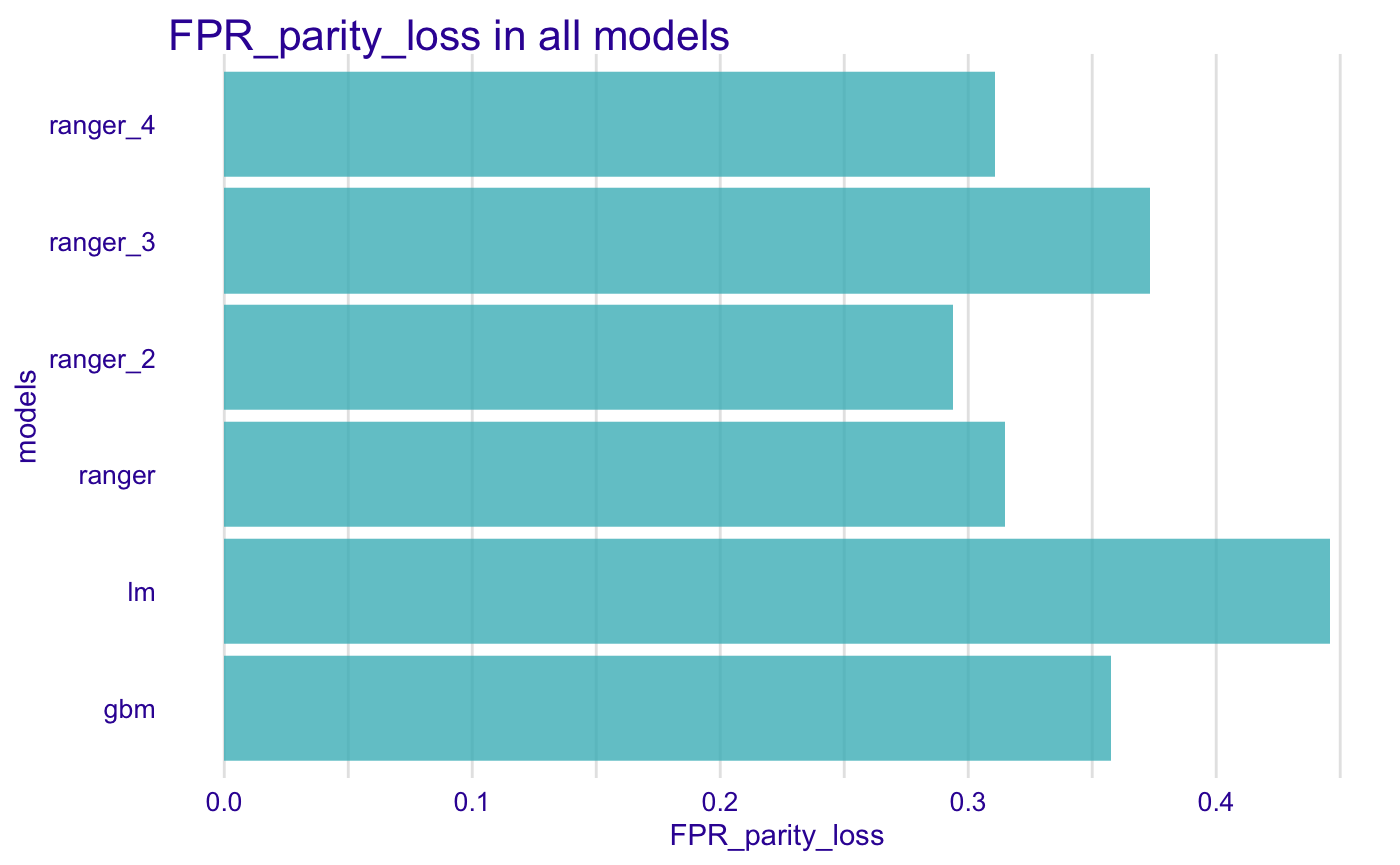 FPR_parity_loss in all models
ranger_4
ranger_3
ranger_2
ranger
lm
gbm
models
0.0 0.1 0.2 0.3 0.4
FPR_parity_loss